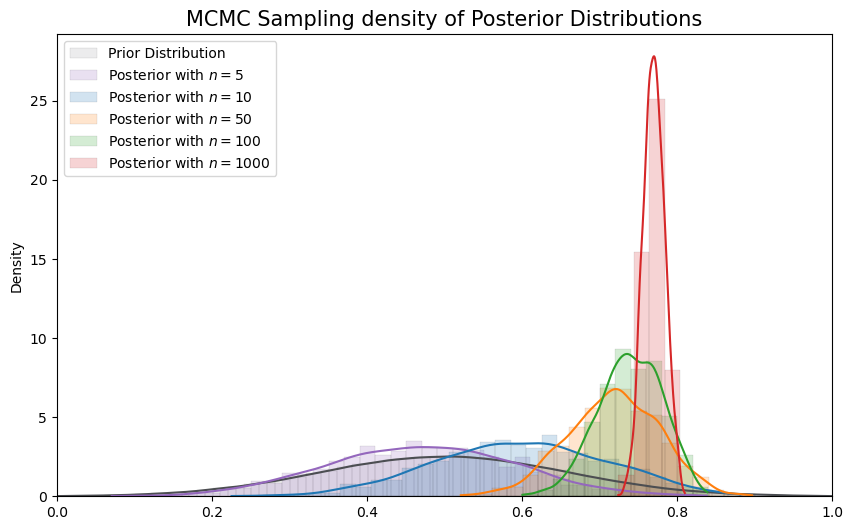 MCMC Sampling density of Posterior Distributions
Prior Distribution
Posterior with n = 5
Posterior with n = 10
Posterior with n = 50
Posterior with n = 100
Posterior with n = 1000
Density
25
20
15
10
5
0
0.0 0.2 0.4 0.6 0.8 1.0